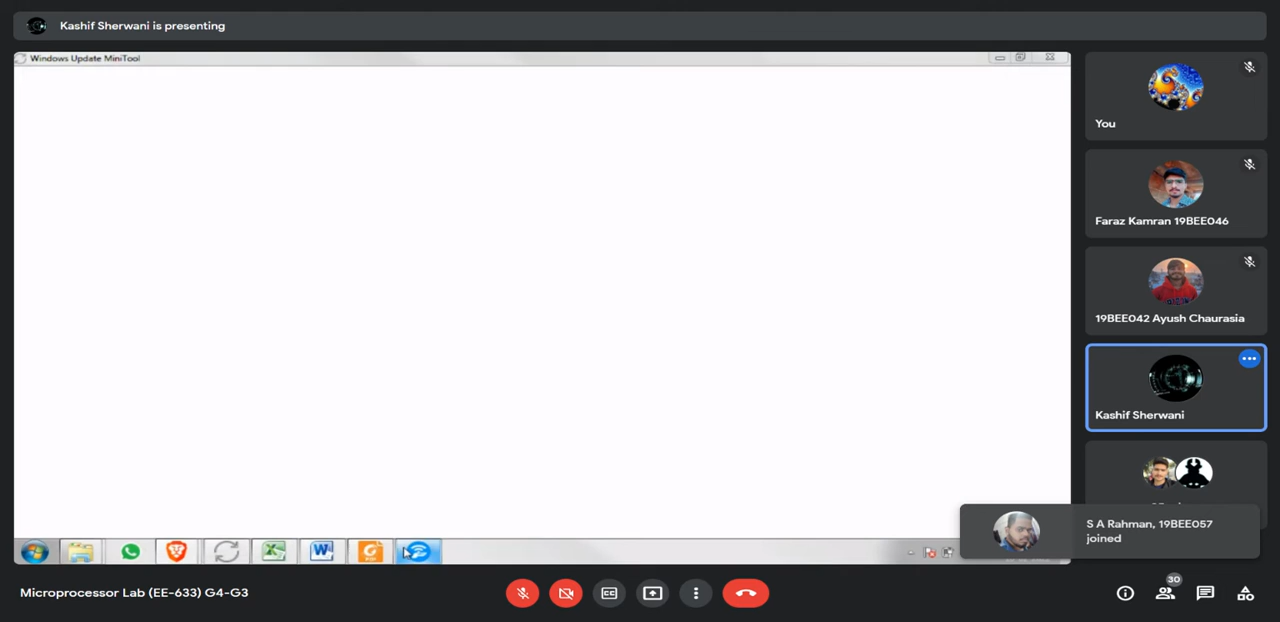 Kashif Sherwani is presenting
Windows Update MiniTool
You
Faraz Kamran 19BEE046
19BEE042 Ayush Chaurasia
Kashif Sherwani
S A Rahman, 19BEE057
joined
Microprocessor Lab (EE-633) G4-G3
30